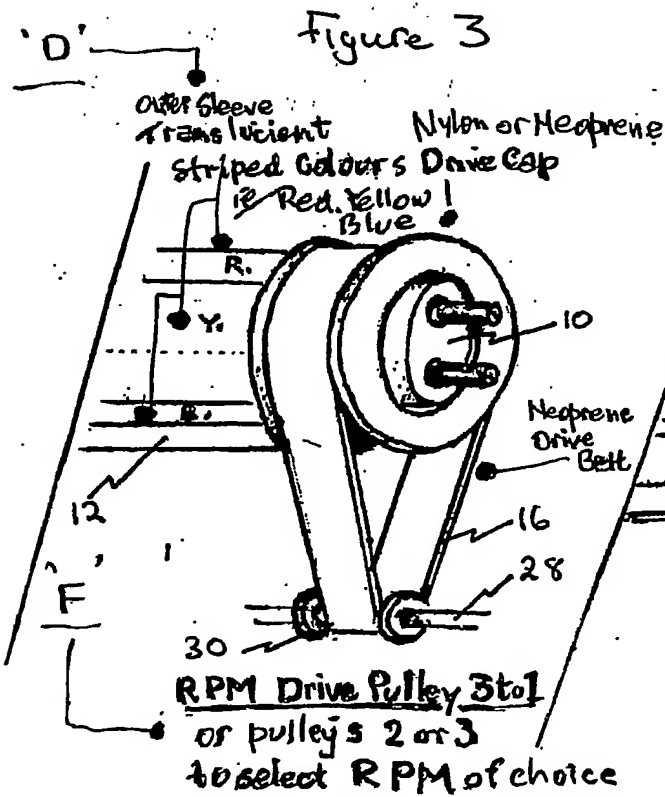 Figure 3
'D'
Outer Sleeve
Translucient
Striped Colours
ie Red. Yellow
Blue
Nylon or Neoprene
Drive Cap
R.
Y.
B.
10
Neoprene
Drive
Belt
12
16
28
'F'
30
RPM Drive Pulley 3to1
or pulley's 2 or 3
to select RPM of choice